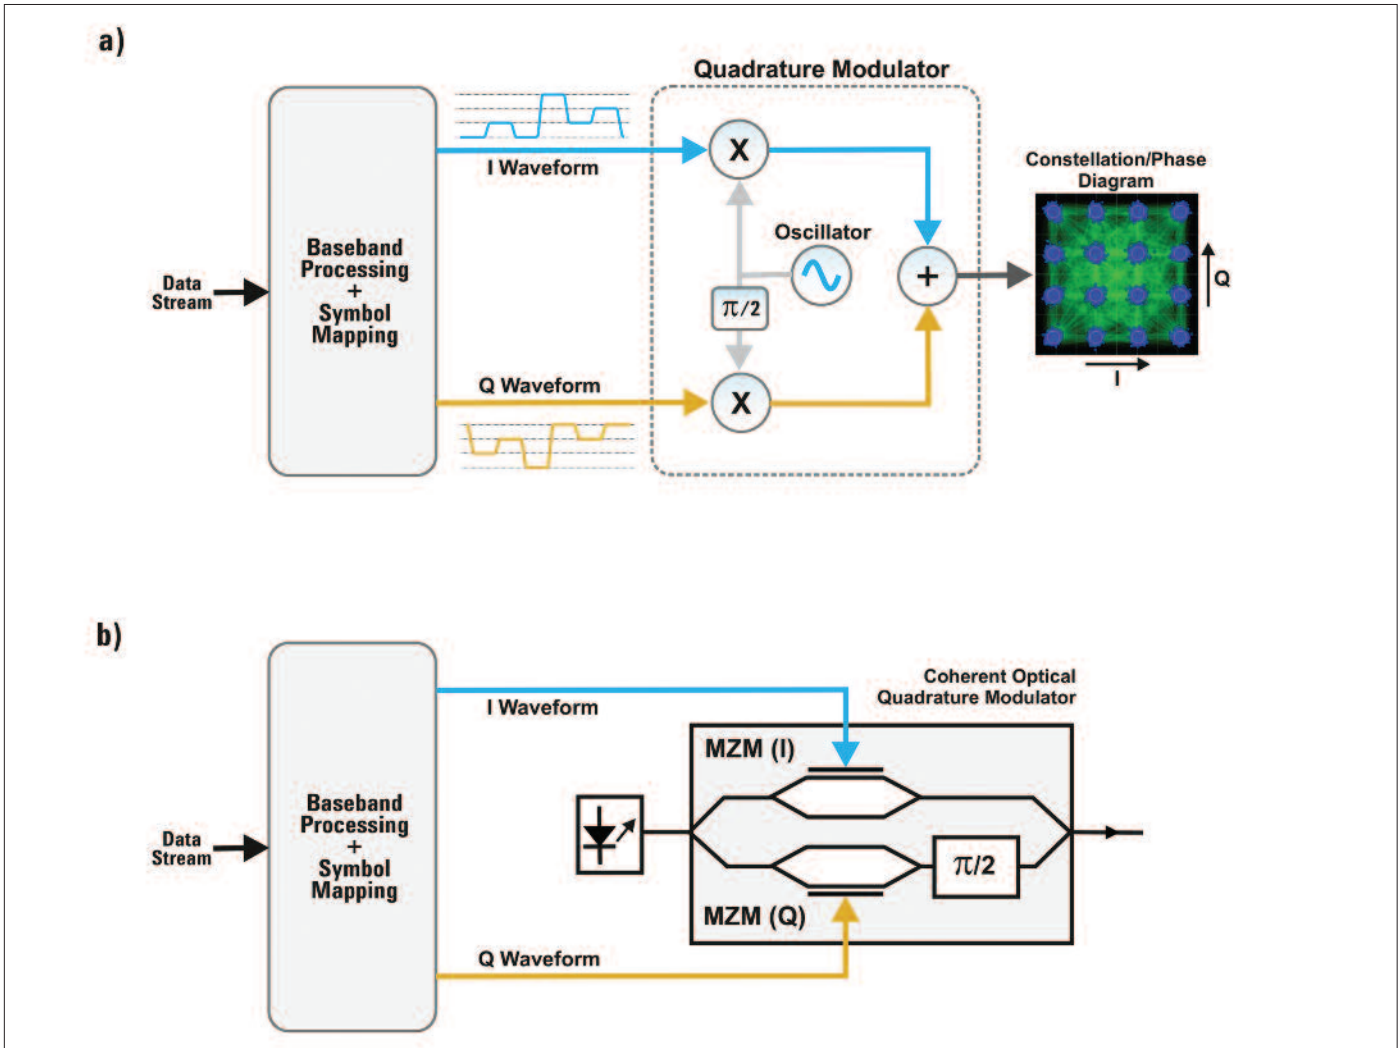 a)
Quadrature Modulator
I Waveform
X
Constellation/Phase
Diagram
Oscillator
Baseband
Processing
+
Symbol
Mapping
Data
Stream
+
Q
π/2
I
Q Waveform
X
b)
Coherent Optical
Quadrature Modulator
I Waveform
MZM (I)
Baseband
Processing
+
Symbol
Mapping
Data
Stream
π/2
MZM (Q)
Q Waveform